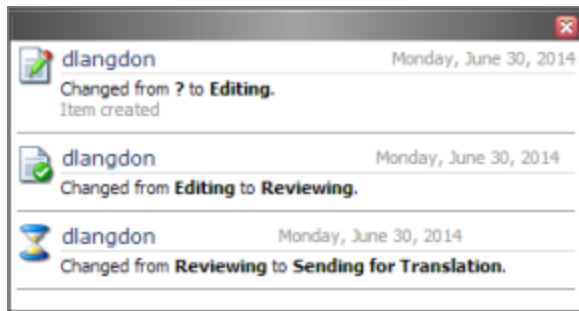 dlangdon Monday, June 30, 2014
Changed from ? to Editing.
Item created
dlangdon Monday, June 30, 2014
Changed from Editing to Reviewing.
dlangdon Monday, June 30, 2014
Changed from Reviewing to Sending for Translation.